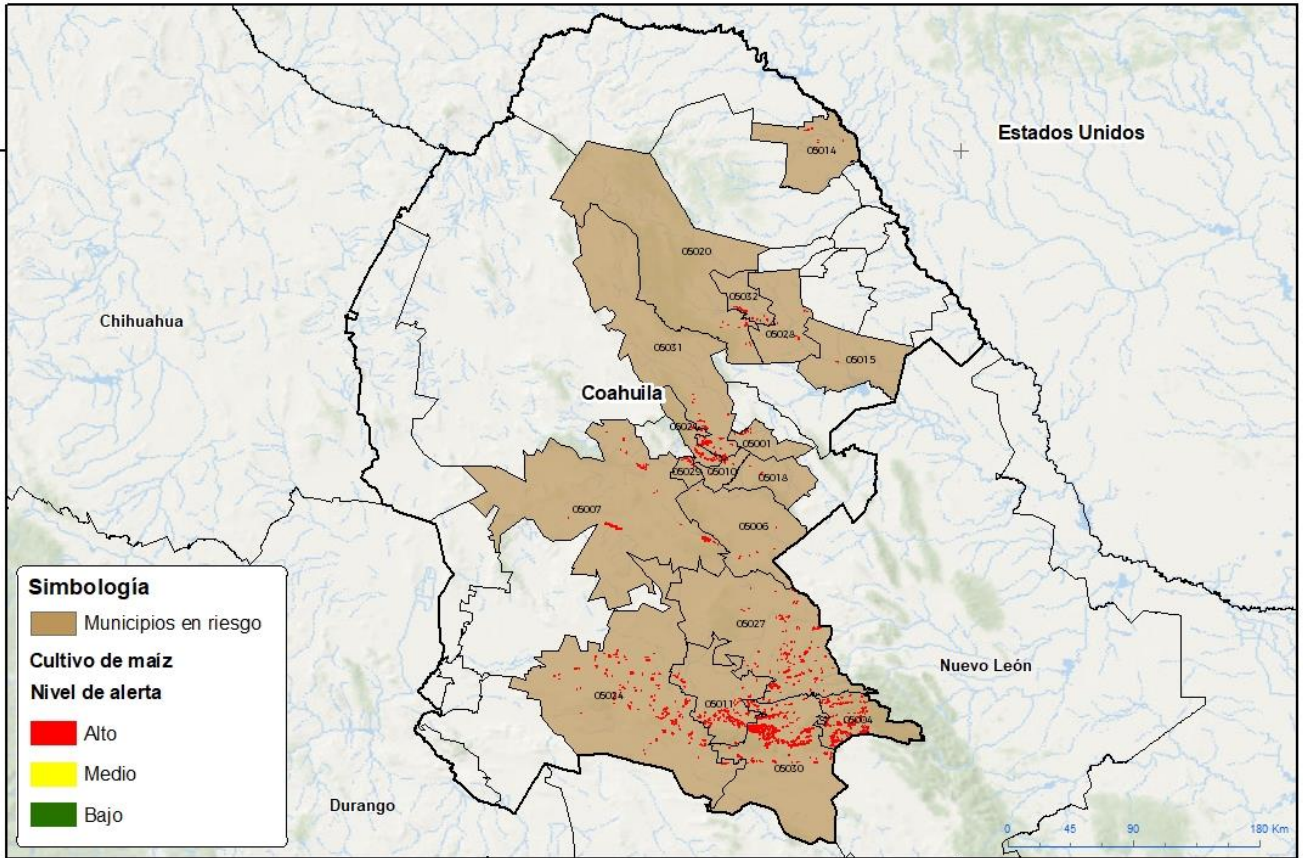 Estados Unidos
05014
05020
05032
Chihuahua
05028
05031
05015
Coahuila
05001
05029
05010
05018
05007
05006
Simbología
Municipios en riesgo
05027
Cultivo de maíz
Nuevo León
Nivel de alerta
05024
05011
05004
Alto
Medio
05030
Durango
Bajo
0 45 90 180 Km